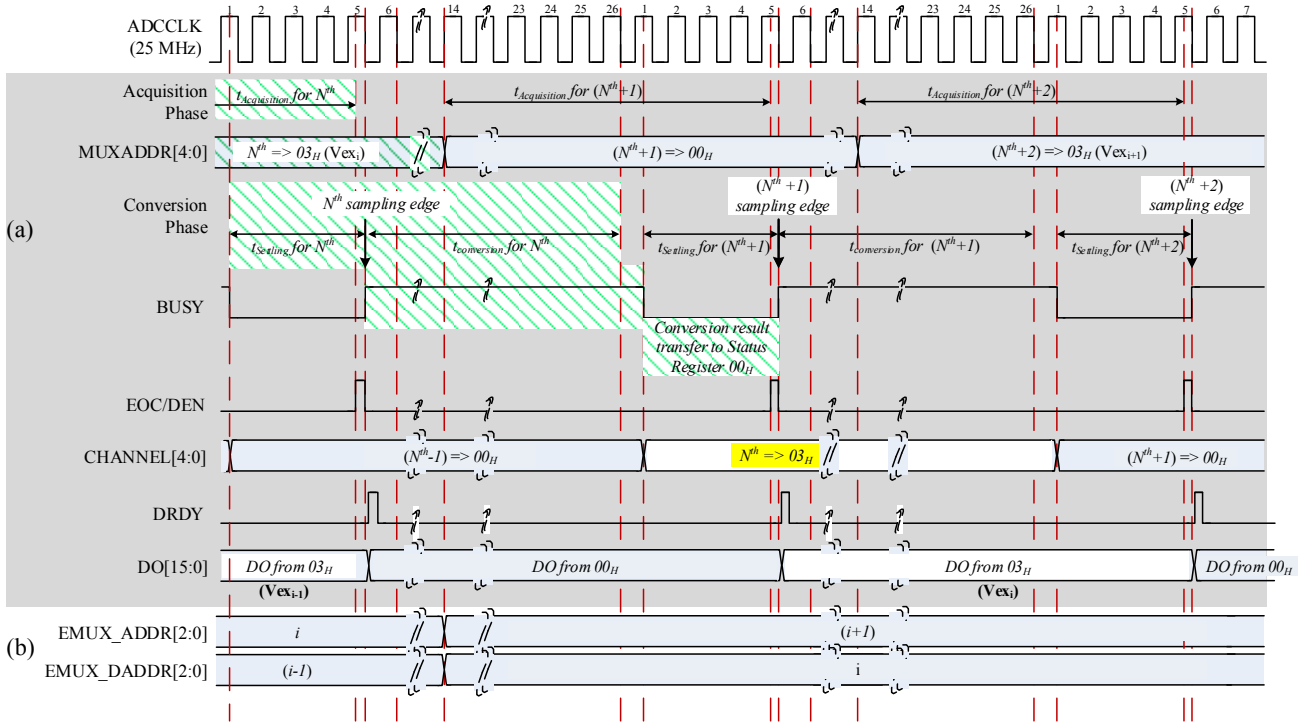 1 2 3 4 5 6 14 23 24 25 26 1 2 3 4 5 6 14 23 24 25 26 1 2 3 4 5 6 7
ADCCLK
(25 MHz)
(a)
Acquisition
Phase
tAcquisition for Nth
tAcquisition for (Nth+1)
tAcquisition for (Nth+2)
MUXADDR[4:0]
Nth => 03H (Vexi)
(Nth+1) => 00H
(Nth+2) => 03H (Vexi+1)
Conversion
Phase
Nth sampling edge
(Nth +1)
sampling edge
(Nth +2)
sampling edge
tSettling for Nth
tconversion for Nth
tSettling for (Nth+1)
tconversion for (Nth+1)
tSettling for (Nth+2)
BUSY
Conversion result
transfer to Status
Register 00H
EOC/DEN
CHANNEL[4:0]
(Nth-1) => 00H
Nth => 03H
(Nth+1) => 00H
DRDY
DO[15:0]
DO from 03H
(Vexi-1)
DO from 00H
DO from 03H
(Vexi)
DO from 00H
(b)
EMUX_ADDR[2:0]
i
(i+1)
EMUX_DADDR[2:0]
(i-1)
i